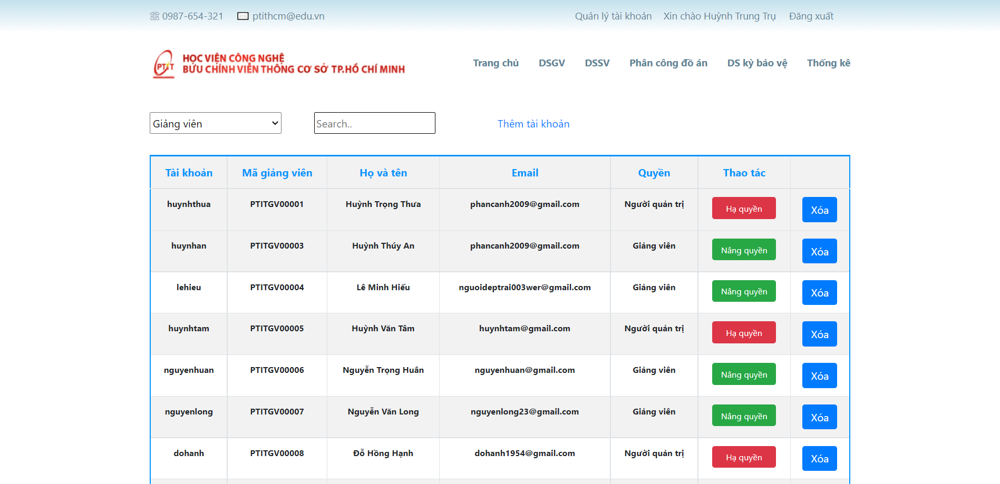 0987-654-321 ptithcm@edu.vn Quản lý tài khoản Xin chào Huỳnh Trung Trụ Đăng xuất
HỌC VIỆN CÔNG NGHỆ
BƯU CHÍNH VIỄN THÔNG CƠ SỞ TP.HỒ CHÍ MINH
PTIT
Trang chủ DSGV DSSV Phân công đồ án DS kỳ bảo vệ Thống kê
Giảng viên Search.. Thêm tài khoản
Tài khoản Mã giảng viên Họ và tên Email Quyền Thao tác
huynhthua PTITGV00001 Huỳnh Trọng Thưa phancanh2009@gmail.com Người quản trị Hạ quyền Xóa
huynhan PTITGV00003 Huỳnh Thúy An phancanh2009@gmail.com Giảng viên Nâng quyền Xóa
lehieu PTITGV00004 Lê Minh Hiếu nguoideptrai003wer@gmail.com Giảng viên Nâng quyền Xóa
huynhtam PTITGV00005 Huỳnh Văn Tâm huynhtam@gmail.com Người quản trị Hạ quyền Xóa
nguyenhuan PTITGV00006 Nguyễn Trọng Huân nguyenhuan@gmail.com Giảng viên Nâng quyền Xóa
nguyenlong PTITGV00007 Nguyễn Văn Long nguyenlong23@gmail.com Giảng viên Nâng quyền Xóa
dohanh PTITGV00008 Đỗ Hồng Hạnh dohanh1954@gmail.com Người quản trị Hạ quyền Xóa